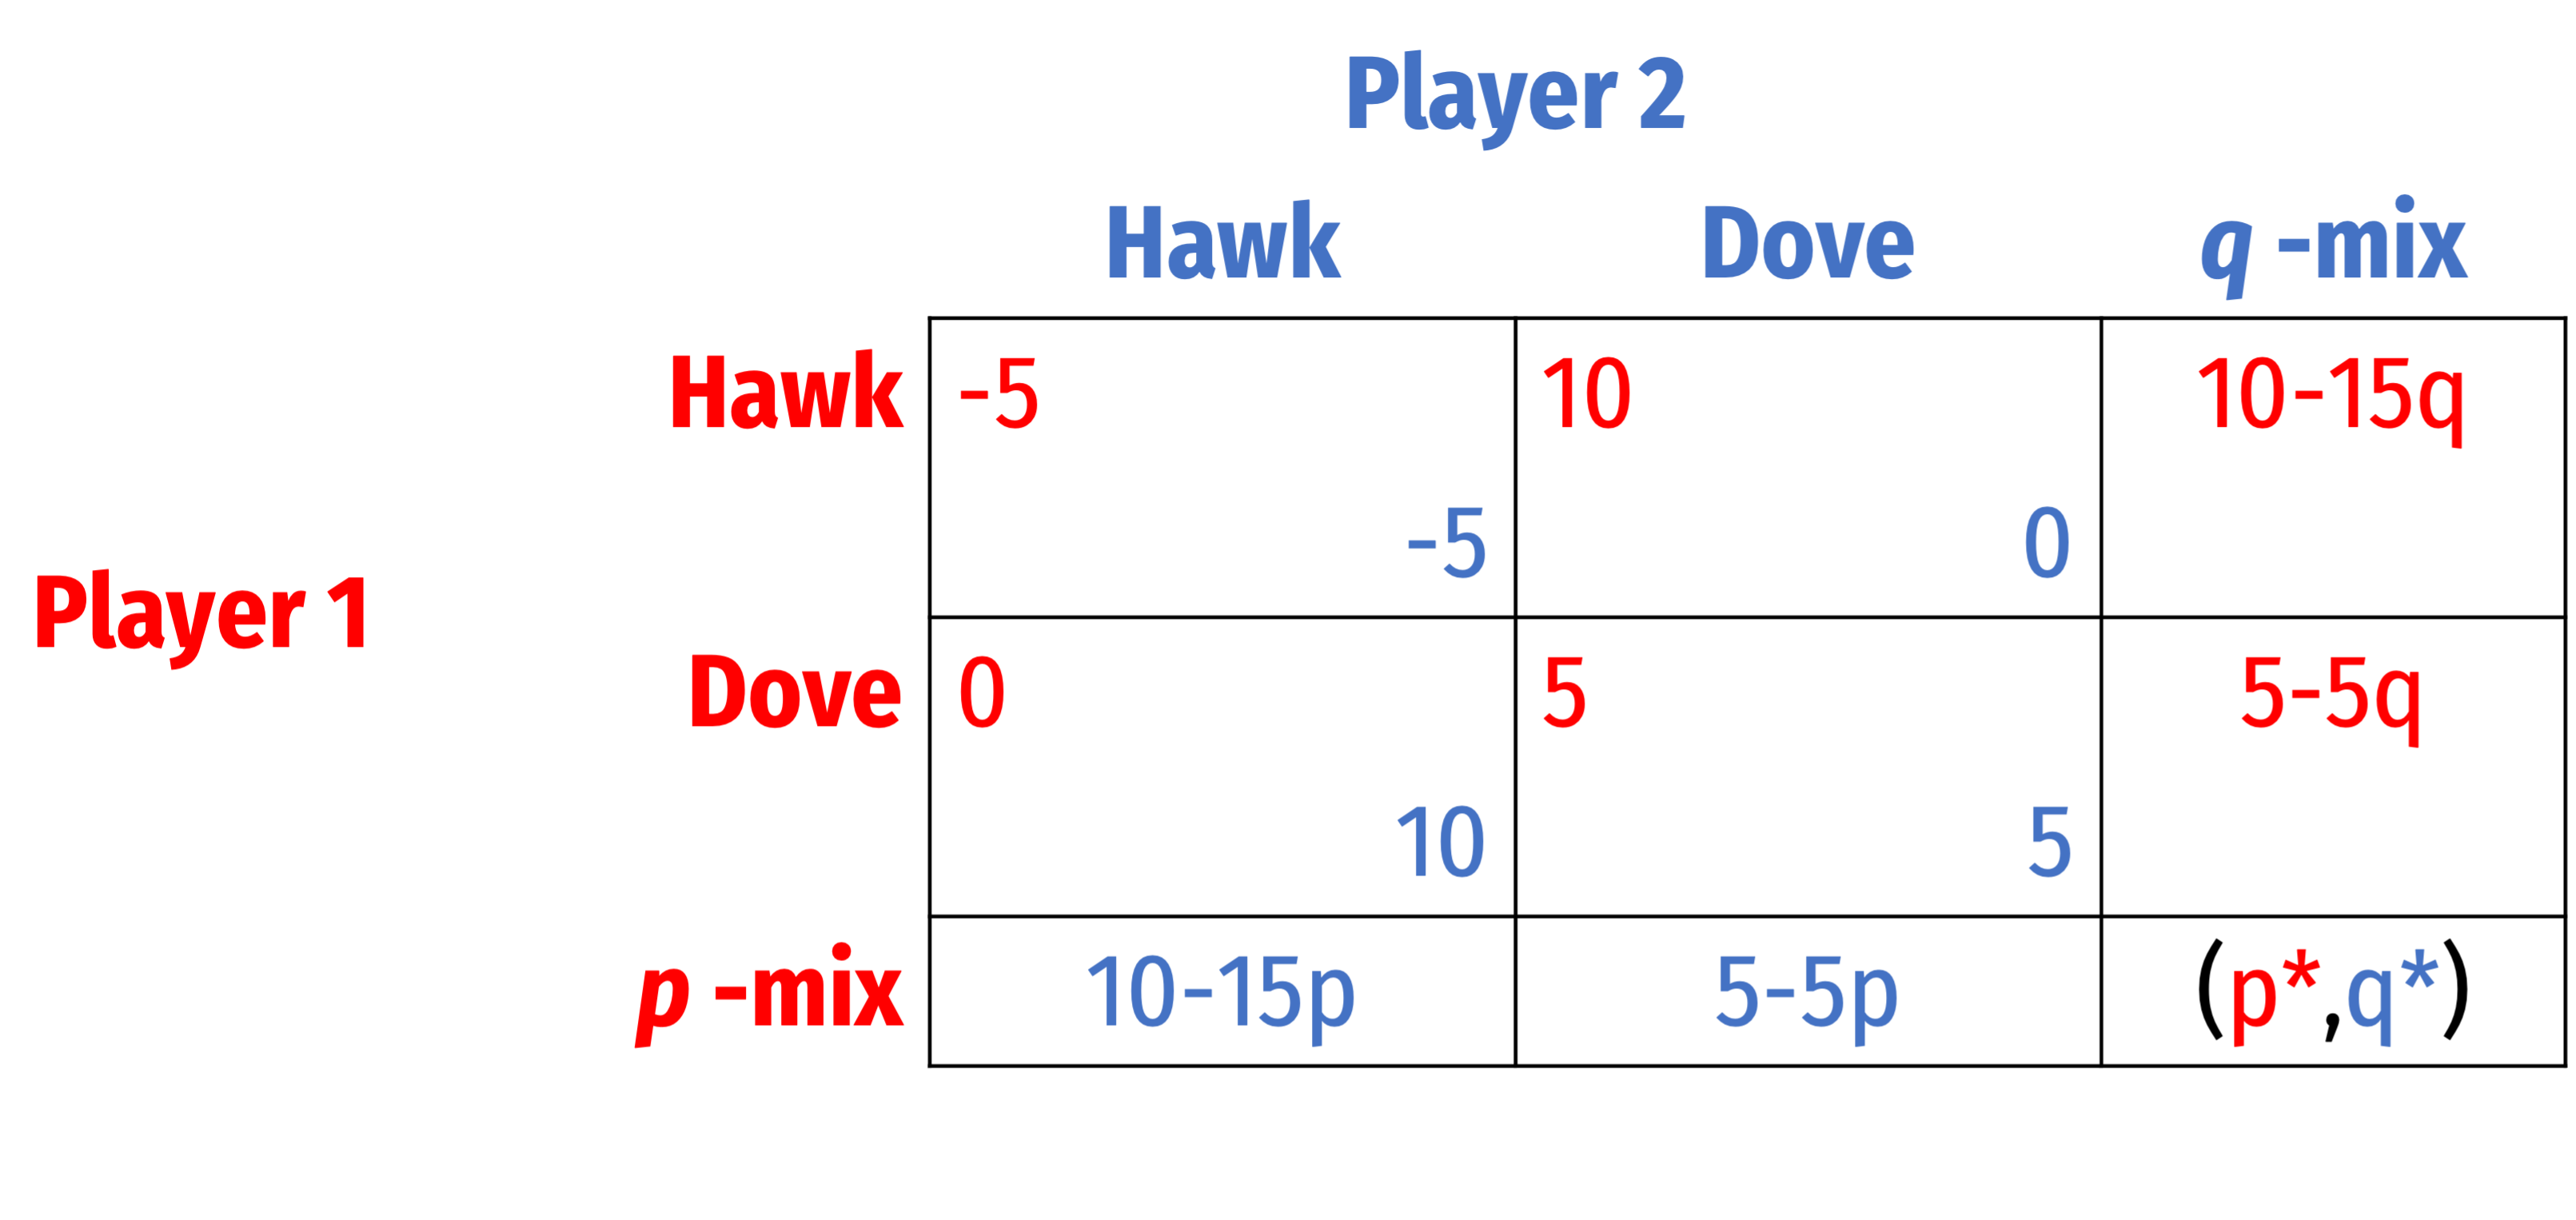 Player 2
Hawk Dove q -mix
Hawk -5 10 10-15q
-5 0
Player 1
Dove 0 5 5-5q
10 5
p -mix 10-15p 5-5p (p*,q*)